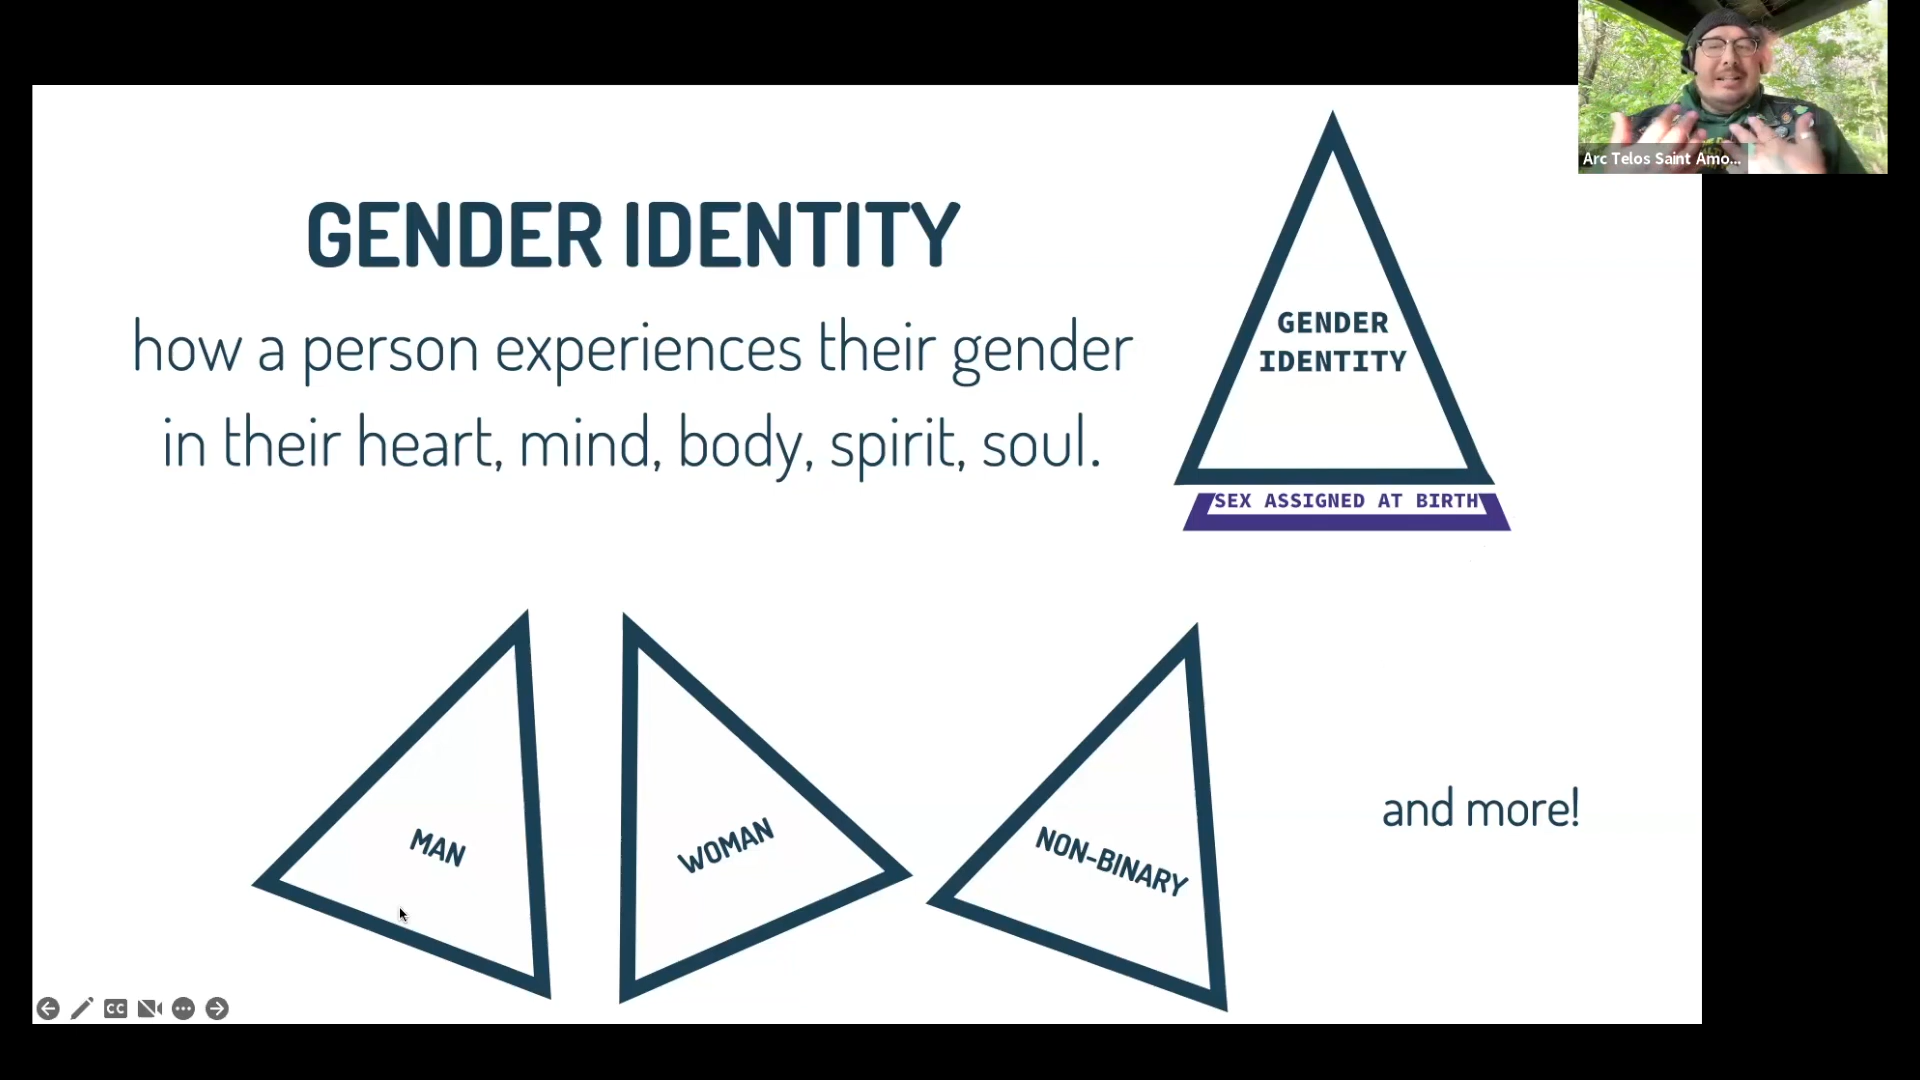 Arc Telos Saint Amo...
GENDER IDENTITY
how a person experiences their gender
in their heart, mind, body, spirit, soul.
GENDER
IDENTITY
SEX ASSIGNED AT BIRTH
MAN
WOMAN
NON-BINARY
and more!
CC